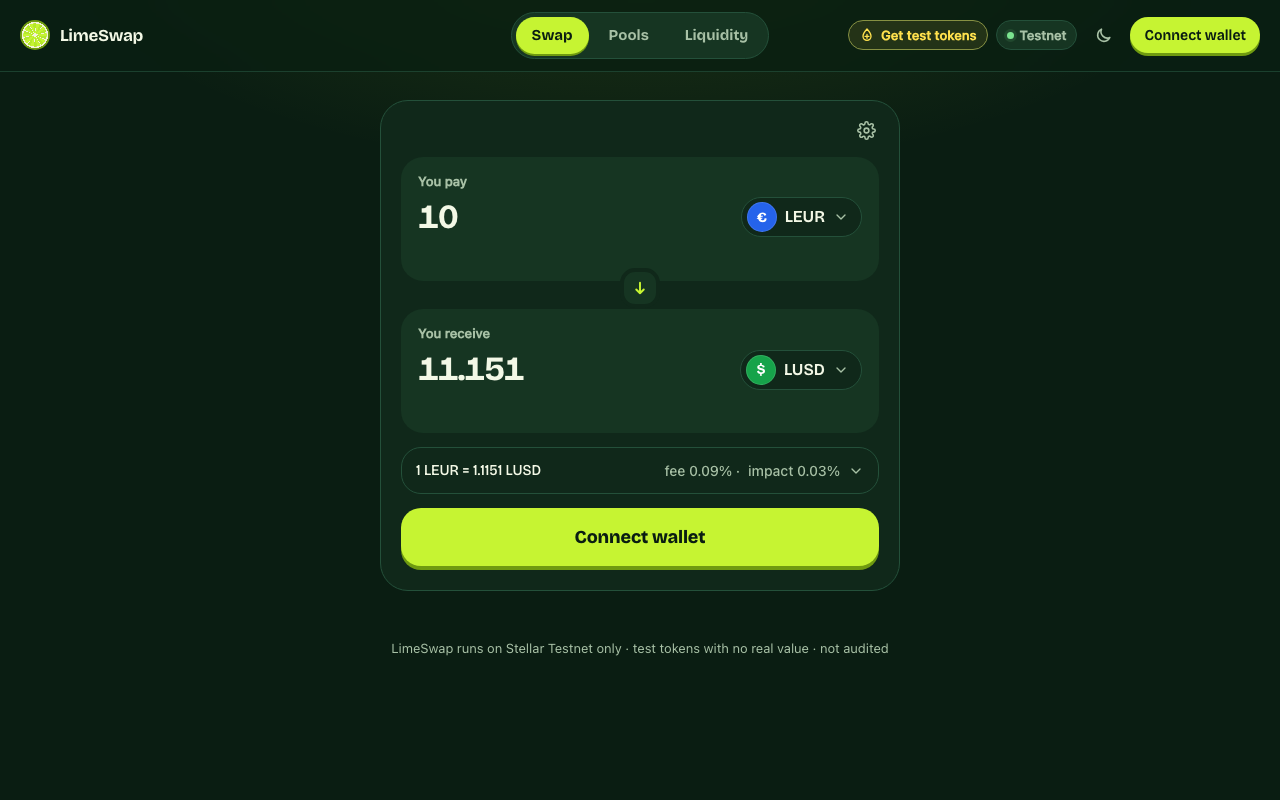 LimeSwap
Swap
Pools
Liquidity
Get test tokens
Testnet
Connect wallet
You pay
10
€ LEUR
You receive
11.151
$ LUSD
1 LEUR = 1.1151 LUSD
fee 0.09% · impact 0.03%
Connect wallet
LimeSwap runs on Stellar Testnet only · test tokens with no real value · not audited